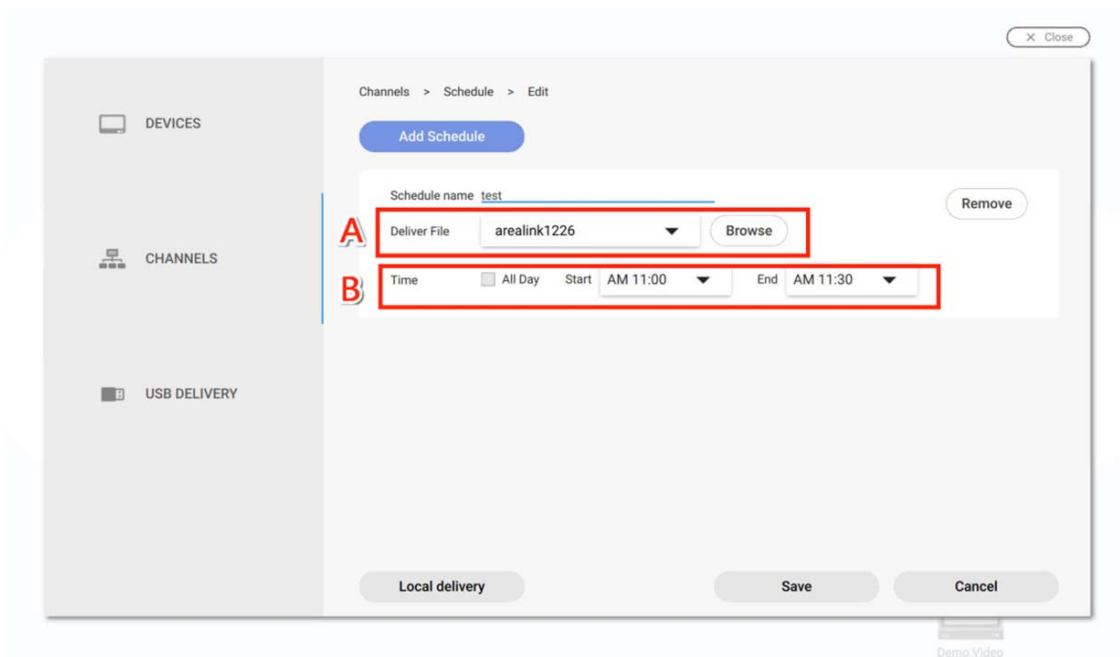 X Close
DEVICES
CHANNELS
USB DELIVERY
Channels > Schedule > Edit
Add Schedule
Schedule name test
Remove
A
Deliver File arealink1226 Browse
B
Time All Day Start AM 11:00 End AM 11:30
Local delivery Save Cancel
Demo Video